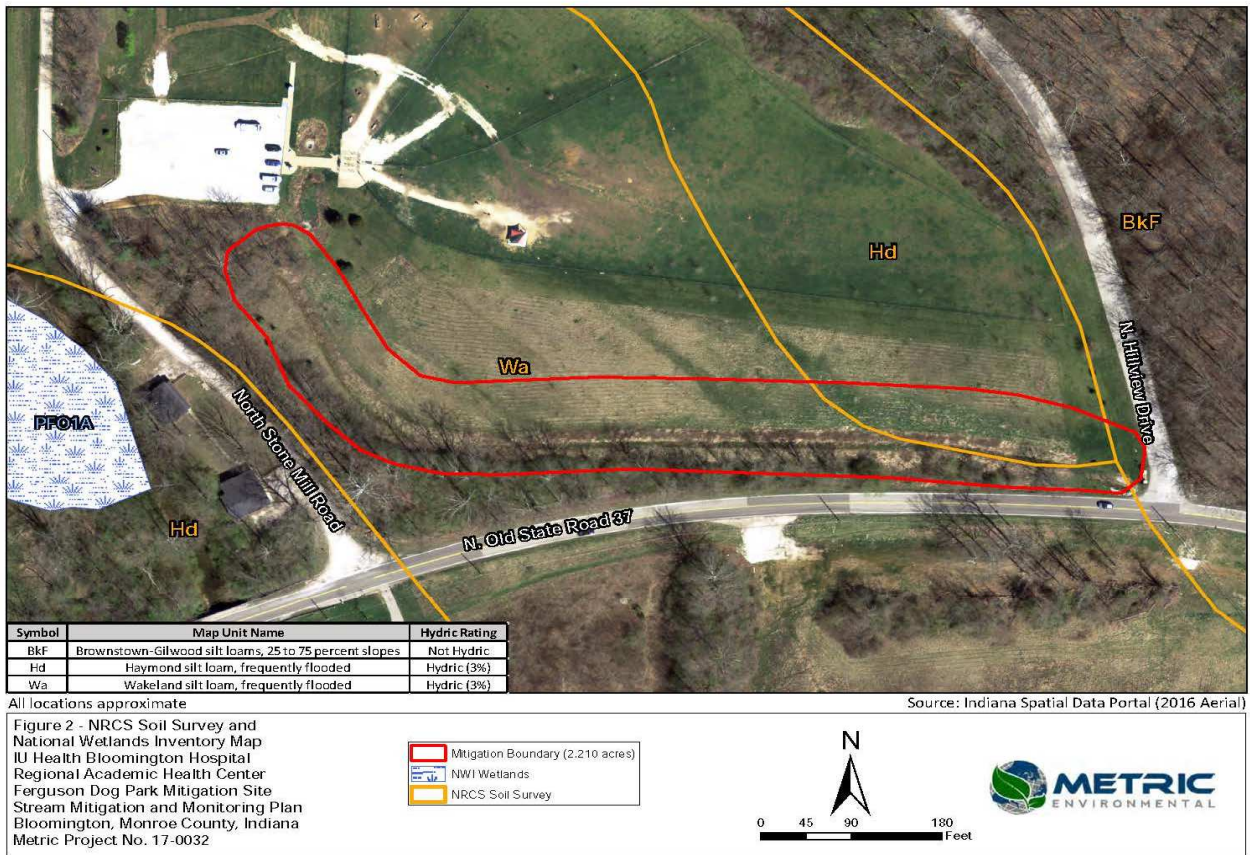 BkF
Hd
Wa
PFO1A
N. Hillview Drive
North Stone Mill Road
Hd
N. Old State Road 37
Symbol Map Unit Name Hydric Rating
BkF Brownstown-Gilwood silt loams, 25 to 75 percent slopes Not Hydric
Hd Haymond silt loam, frequently flooded Hydric (3%)
Wa Wakeland silt loam, frequently flooded Hydric (3%)
All locations approximate
Source: Indiana Spatial Data Portal (2016 Aerial)
Figure 2 - NRCS Soil Survey and
National Wetlands Inventory Map
IU Health Bloomington Hospital
Regional Academic Health Center
Ferguson Dog Park Mitigation Site
Stream Mitigation and Monitoring Plan
Bloomington, Monroe County, Indiana
Metric Project No. 17-0032
Mitigation Boundary (2.210 acres)
NWI Wetlands
NRCS Soil Survey
N
0 45 90 180
Feet
METRIC
ENVIRONMENTAL